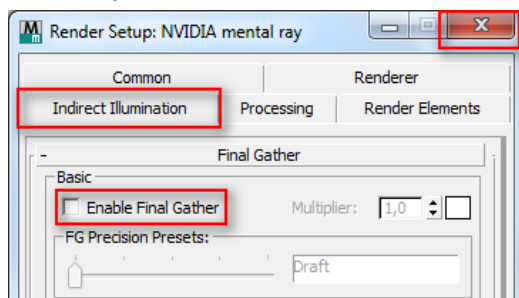 Render Setup: NVIDIA mental ray
Common Renderer
Indirect Illumination Processing Render Elements
- Final Gather
Basic
Enable Final Gather Multiplier: 1,0
FG Precision Presets:
Draft